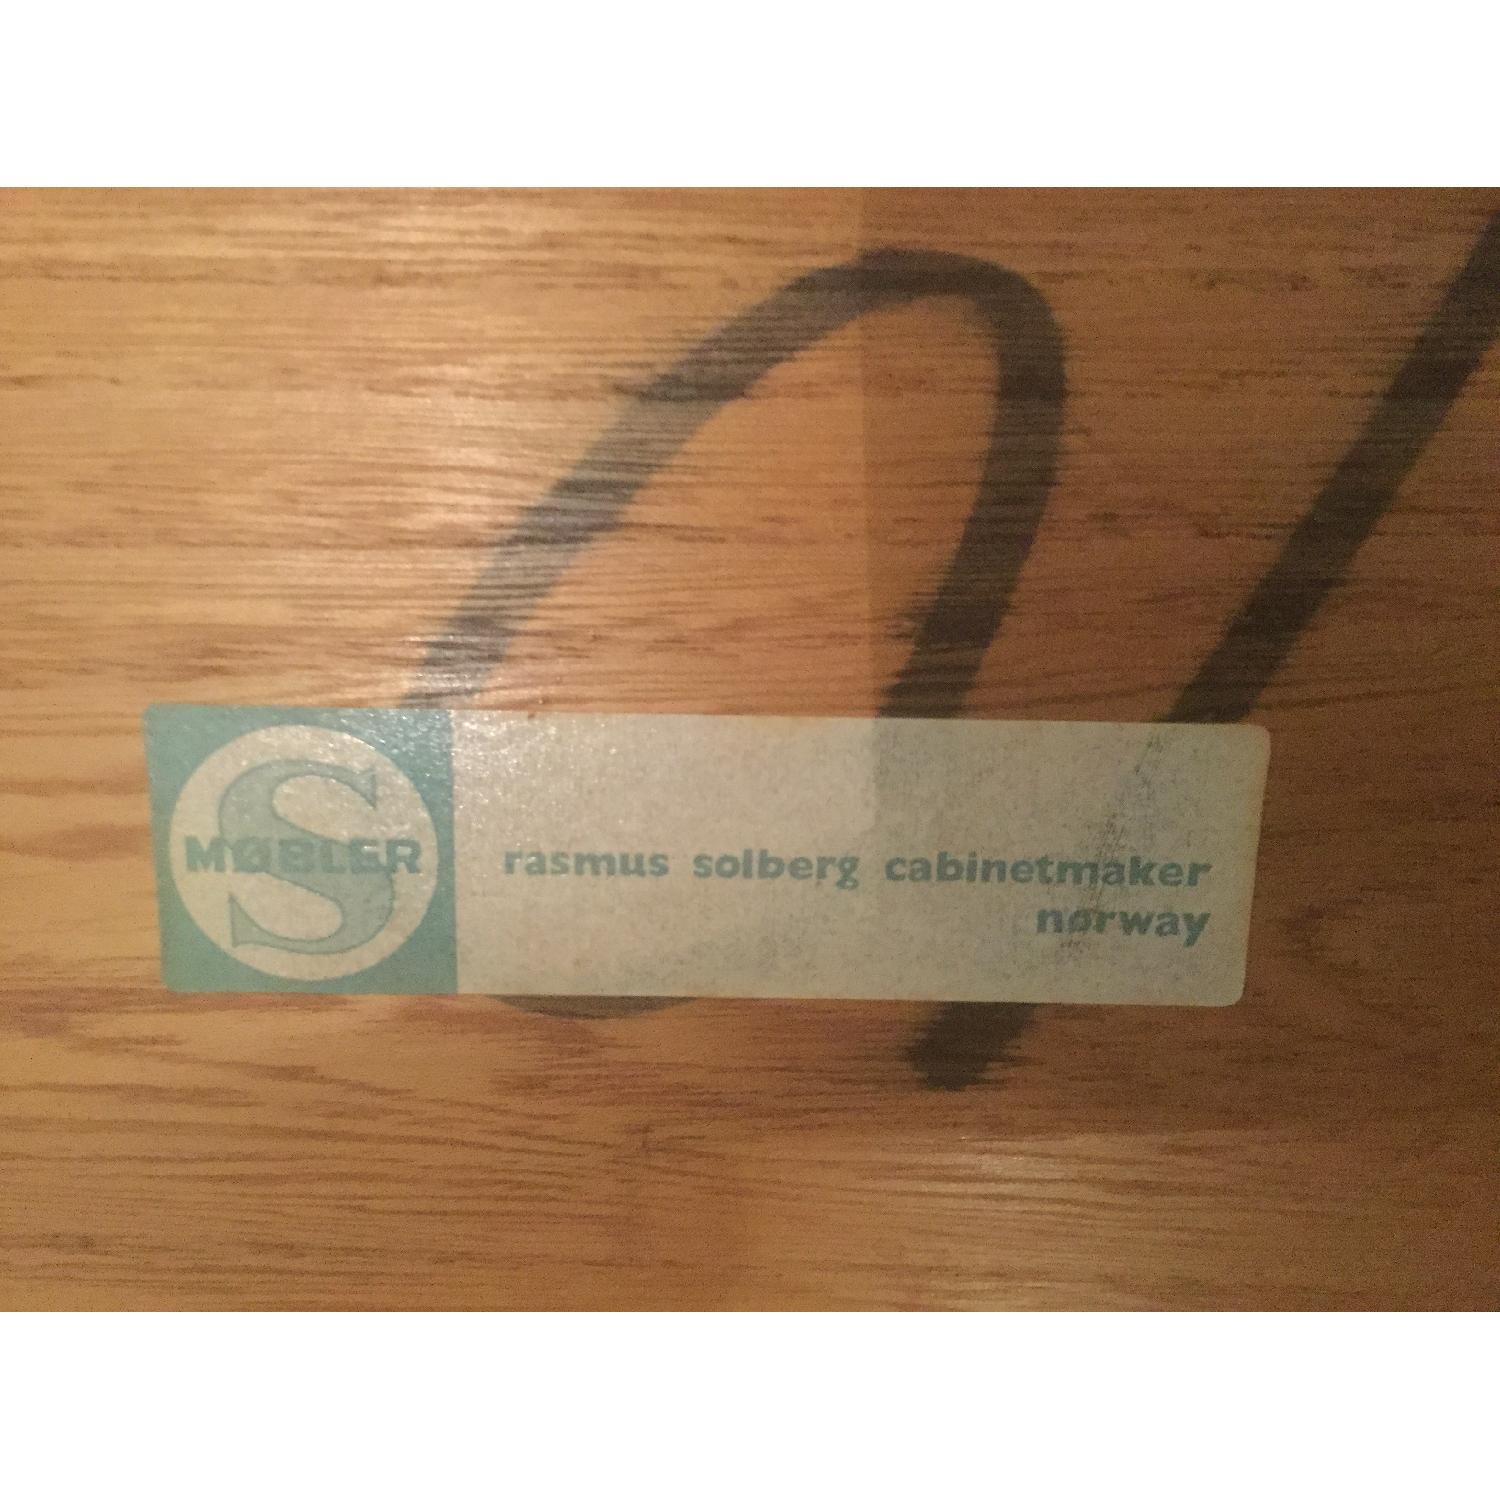 S
MØBLER
rasmus solberg cabinetmaker
nørway